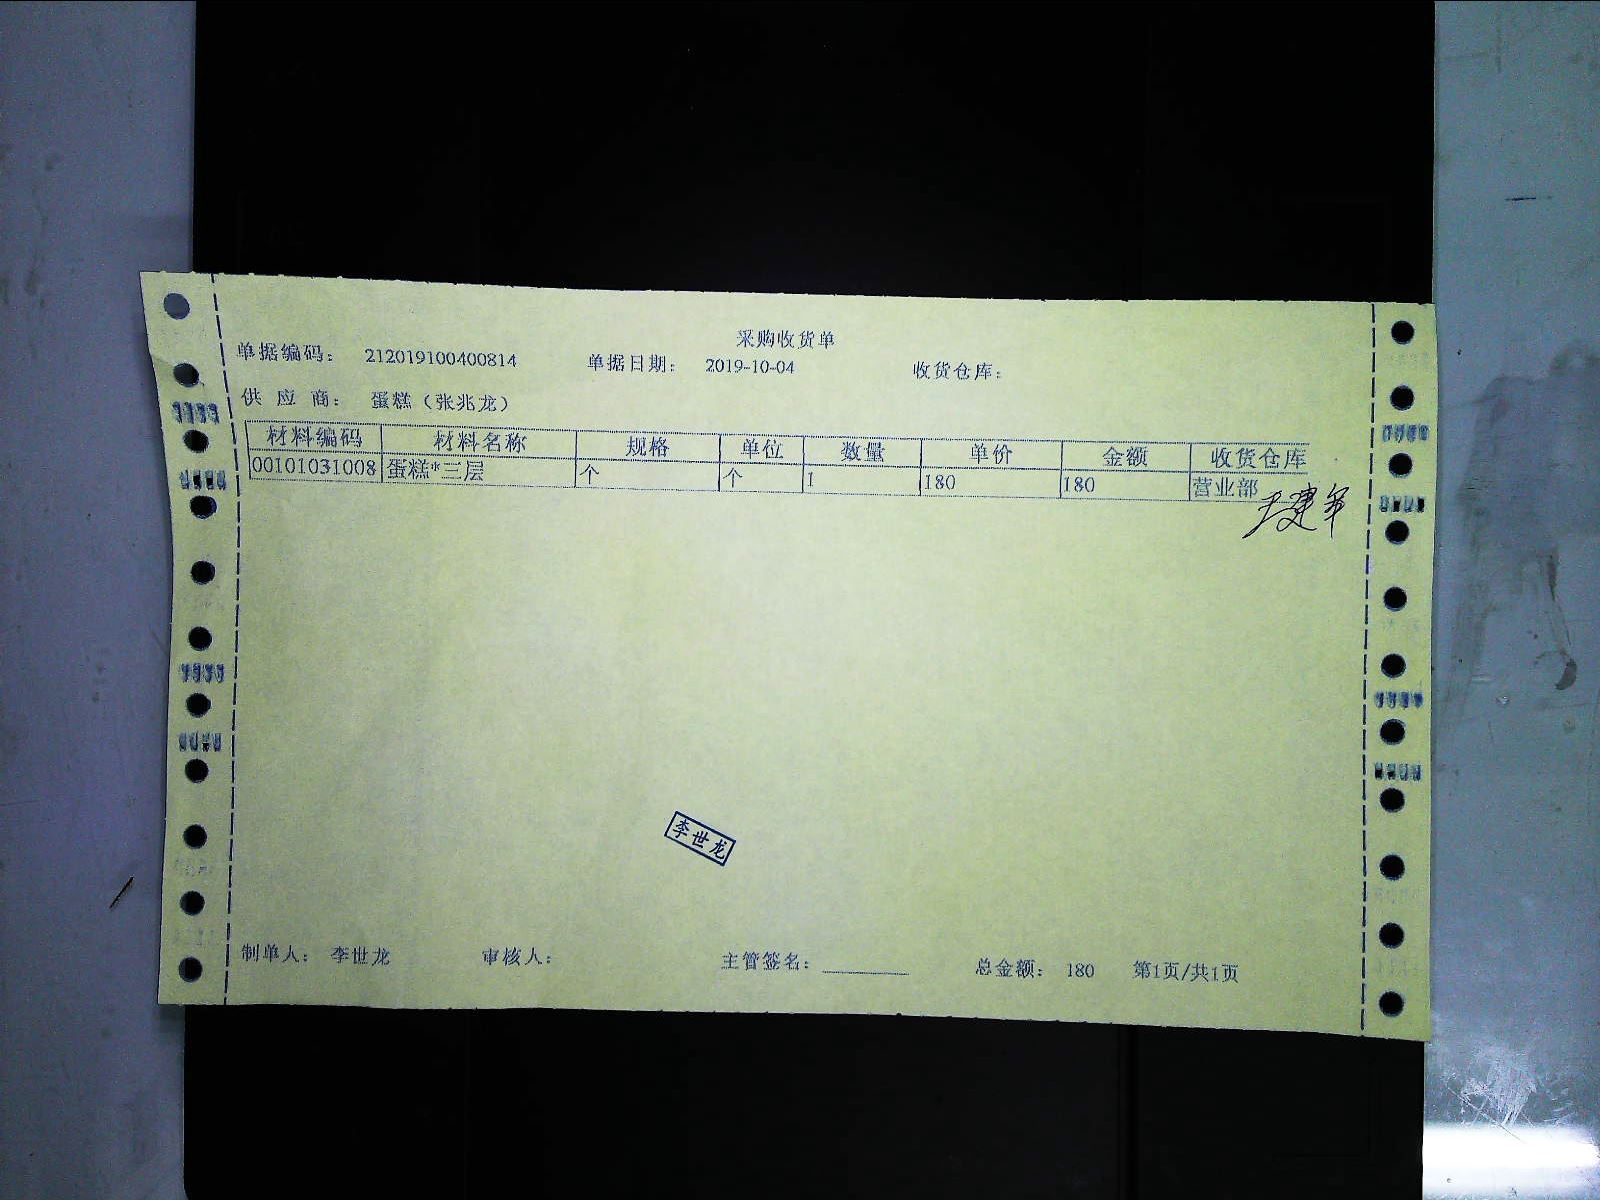 采购收货单
单据编码： 212019100400814 单据日期： 2019-10-04 收货仓库：
供 应 商： 蛋糕（张兆龙）
材料编码 材料名称 规格 单位 数量 单价 金额 收货仓库
00101031008 蛋糕*三层 个 个 1 180 180 营业部
李世龙
制单人： 李世龙 审核人： 主管签名： 总金额： 180 第1页/共1页